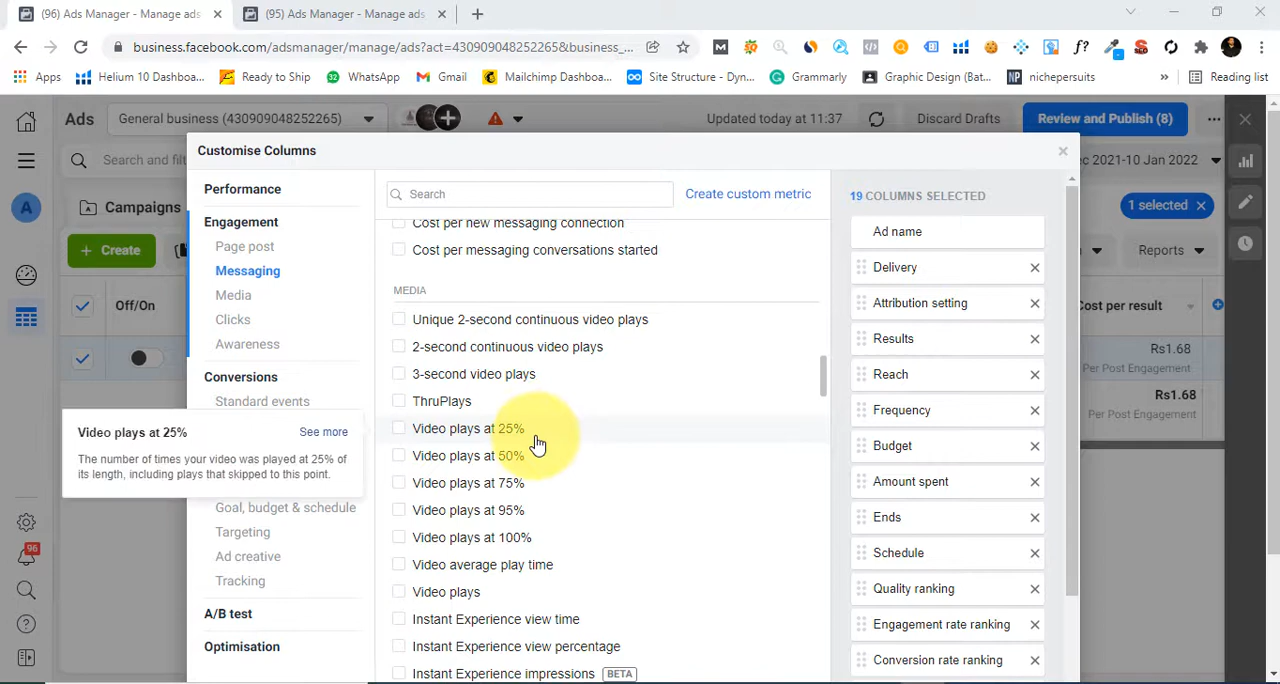 (96) Ads Manager - Manage ads
(95) Ads Manager - Manage ads
business.facebook.com/adsmanager/manage/ads?act=430909048252265&business_...
Apps
Helium 10 Dashboa...
Ready to Ship
WhatsApp
Gmail
Mailchimp Dashboa...
Site Structure - Dyn...
Grammarly
Graphic Design (Bat...
NP nichepersuits
»
Reading list
Ads
General business (430909048252265)
Updated today at 11:37
Discard Drafts
Review and Publish (8)
Search and filt
ec 2021-10 Jan 2022
Campaigns
1 selected
+ Create
Reports
Off/On
Cost per result
Rs1.68
Per Post Engagement
Rs1.68
Per Post Engagement
A
96
Customise Columns
Performance
Engagement
Page post
Messaging
Media
Clicks
Awareness
Conversions
Standard events
Goal, budget & schedule
Targeting
Ad creative
Tracking
A/B test
Optimisation
Video plays at 25%
See more
The number of times your video was played at 25% of
its length, including plays that skipped to this point.
Search
Create custom metric
Cost per new messaging connection
Cost per messaging conversations started
MEDIA
Unique 2-second continuous video plays
2-second continuous video plays
3-second video plays
ThruPlays
Video plays at 25%
Video plays at 50%
Video plays at 75%
Video plays at 95%
Video plays at 100%
Video average play time
Video plays
Instant Experience view time
Instant Experience view percentage
Instant Experience impressions BETA
19 COLUMNS SELECTED
Ad name
Delivery
Attribution setting
Results
Reach
Frequency
Budget
Amount spent
Ends
Schedule
Quality ranking
Engagement rate ranking
Conversion rate ranking